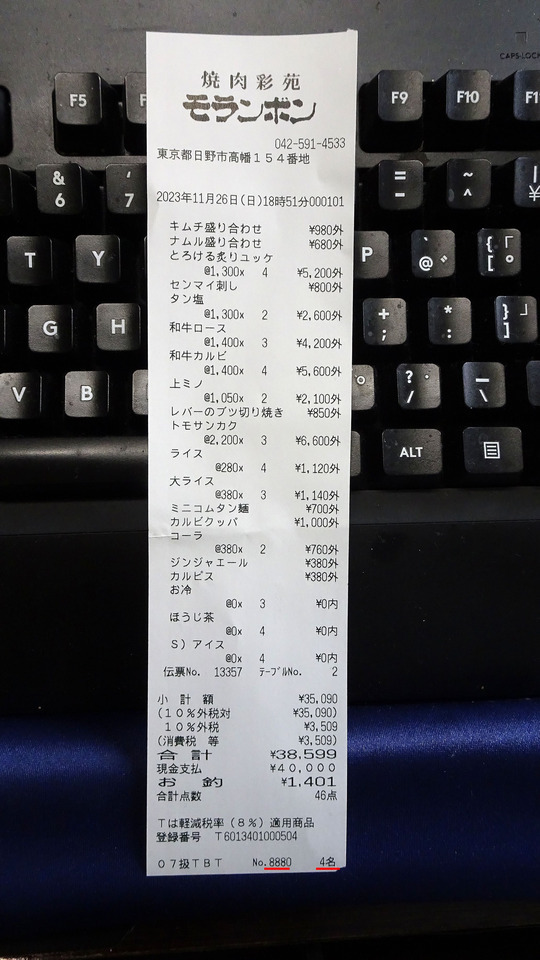 焼肉彩苑
モランボン
042-591-4533
東京都日野市高幡154番地
2023年11月26日(日)18時51分000101
キムチ盛り合わせ ¥980外
ナムル盛り合わせ ¥680外
とろける炙りユッケ
@1,300x 4 ¥5,200外
センマイ刺し ¥800外
タン塩
@1,300x 2 ¥2,600外
和牛ロース
@1,400x 3 ¥4,200外
和牛カルビ
@1,400x 4 ¥5,600外
上ミノ
@1,050x 2 ¥2,100外
レバーのブツ切り焼き ¥850外
トモサンカク
@2,200x 3 ¥6,600外
ライス
@280x 4 ¥1,120外
大ライス
@380x 3 ¥1,140外
ミニコムタン麺 ¥700外
カルビクッパ ¥1,000外
コーラ
@380x 2 ¥760外
ジンジャエール ¥380外
カルピス ¥380外
お冷
@0x 3 ¥0内
ほうじ茶
@0x 4 ¥0内
S)アイス
@0x 4 ¥0内
伝票No. 13357 テーブルNo. 2
小計額 ¥35,090
(10%外税対 ¥35,090)
10%外税 ¥3,509
(消費税 等 ¥3,509)
合計 ¥38,599
現金支払 ¥40,000
お釣 ¥1,401
合計点数 46点
Tは軽減税率(8%)適用商品
登録番号 T6013401000504
07扱TBT No.8880 4名
F5
F
F9
F10
F11
CAPS-LOCK
& 6
' 7
= -
~ ^
¥
T
Y
P
` @ ゛
{ 「 [ ゜
G
H
+ ;
* :
} 」 ]
V
B
? ・ /
_ \
ALT